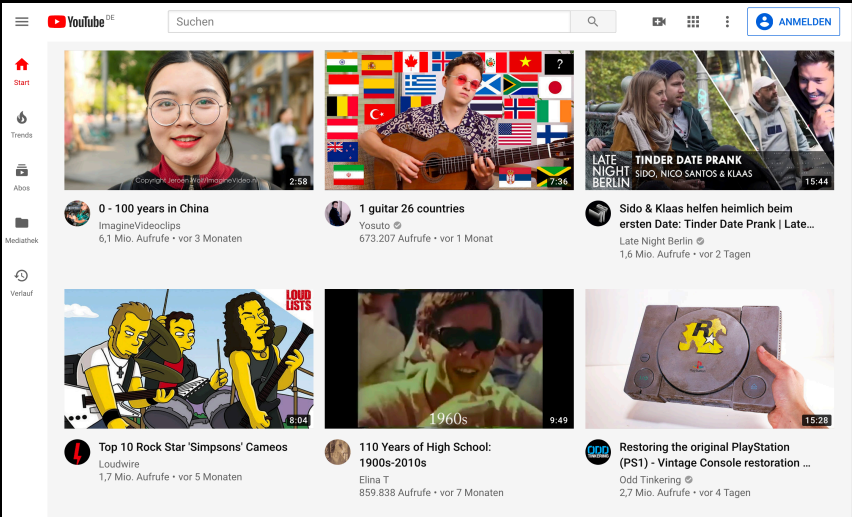 YouTube DE
Suchen
ANMELDEN
Start
Trends
Abos
Mediathek
Verlauf
Copyright Jeroen Wolf/ImagineVideo.nl
2:58
0 - 100 years in China
ImagineVideoclips
6,1 Mio. Aufrufe • vor 3 Monaten
?
7:36
1 guitar 26 countries
Yosuto
673.207 Aufrufe • vor 1 Monat
LATE
NIGHT
BERLIN
TINDER DATE PRANK
SIDO, NICO SANTOS & KLAAS
15:44
Sido & Klaas helfen heimlich beim
ersten Date: Tinder Date Prank | Late...
Late Night Berlin
1,6 Mio. Aufrufe • vor 2 Tagen
LOUD
LISTS
8:04
Top 10 Rock Star 'Simpsons' Cameos
Loudwire
1,7 Mio. Aufrufe • vor 5 Monaten
1960s
9:49
110 Years of High School:
1900s-2010s
Elina T
859.838 Aufrufe • vor 7 Monaten
R
PlayStation
15:28
ODD
TINKERING
Restoring the original PlayStation
(PS1) - Vintage Console restoration ...
Odd Tinkering
2,7 Mio. Aufrufe • vor 4 Tagen